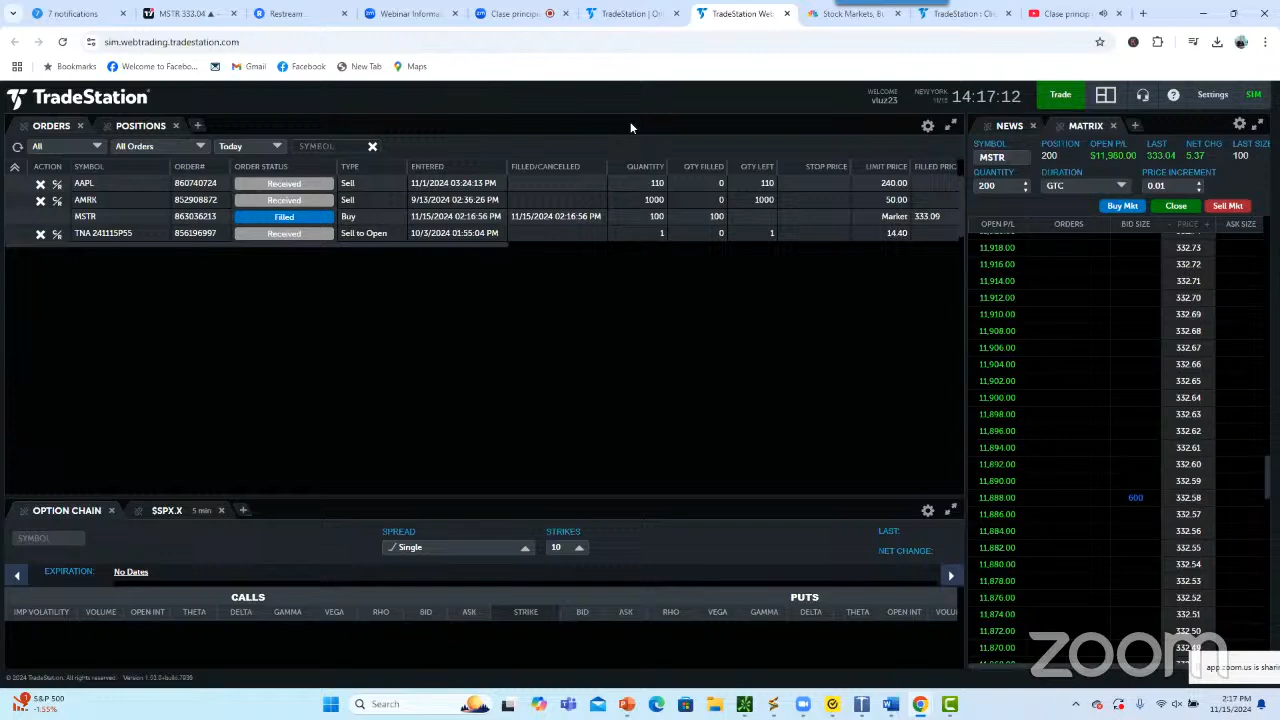 MSTR 333.04 ▲
Restream
Webinar Informa
Clase princip
TradeStation | Or
TradeStation Web
Stock Markets, Bu
TradeStation : Cli
Clase princip
sim.webtrading.tradestation.com
Bookmarks
Welcome to Facebo...
Gmail
Facebook
New Tab
Maps
TradeStation
WELCOME
vluz23
NEW YORK
11/15
14:17:12
Trade
Settings
SIM
ORDERS
POSITIONS
All
All Orders
Today
SYMBOL
ACTION SYMBOL ORDER# ORDER STATUS TYPE ENTERED FILLED/CANCELLED QUANTITY QTY FILLED QTY LEFT STOP PRICE LIMIT PRICE FILLED PRIC
AAPL 860740724 Received Sell 11/1/2024 03:24:13 PM 110 0 110 240.00
AMRK 852908872 Received Sell 9/13/2024 02:36:26 PM 1000 0 1000 50.00
MSTR 863036213 Filled Buy 11/15/2024 02:16:56 PM 11/15/2024 02:16:56 PM 100 100 Market 333.09
TNA 241115P55 856196997 Received Sell to Open 01:55:04 PM 1 0 1 14.40
OPTION CHAIN
$SPX.X 5 min
SYMBOL
SPREAD
Single
STRIKES
10
LAST:
NET CHANGE:
EXPIRATION:
No Dates
CALLS PUTS
IMP VOLATILITY VOLUME OPEN INT THETA DELTA GAMMA VEGA RHO BID ASK STRIKE BID ASK RHO VEGA GAMMA DELTA THETA OPEN INT VOLU
NEWS
MATRIX
SYMBOL POSITION OPEN P/L LAST NET CHG LAST SIZE
MSTR 200 $11,980.00 333.04 5.37 100
QUANTITY DURATION PRICE INCREMENT
200 GTC 0.01
Buy Mkt Close Sell Mkt
OPEN P/L ORDERS BID SIZE - PRICE + ASK SIZE
11,918.00 332.73
11,916.00 332.72
11,914.00 332.71
11,912.00 332.70
11,910.00 332.69
11,908.00 332.68
11,906.00 332.67
11,904.00 332.66
11,902.00 332.65
11,900.00 332.64
11,898.00 332.63
11,896.00 332.62
11,894.00 332.61
11,892.00 332.60
11,890.00 332.59
11,888.00 600 332.58
11,886.00 332.57
11,884.00 332.56
11,882.00 332.55
11,880.00 332.54
11,878.00 332.53
11,876.00 332.52
11,874.00 332.51
11,872.00 332.50
11,870.00 332.49
zoom
app.zoom.us is sharin
© 2024 TradeStation. All rights reserved. Version
S&P 500
-1.55%
Search
2:17 PM
11/15/2024